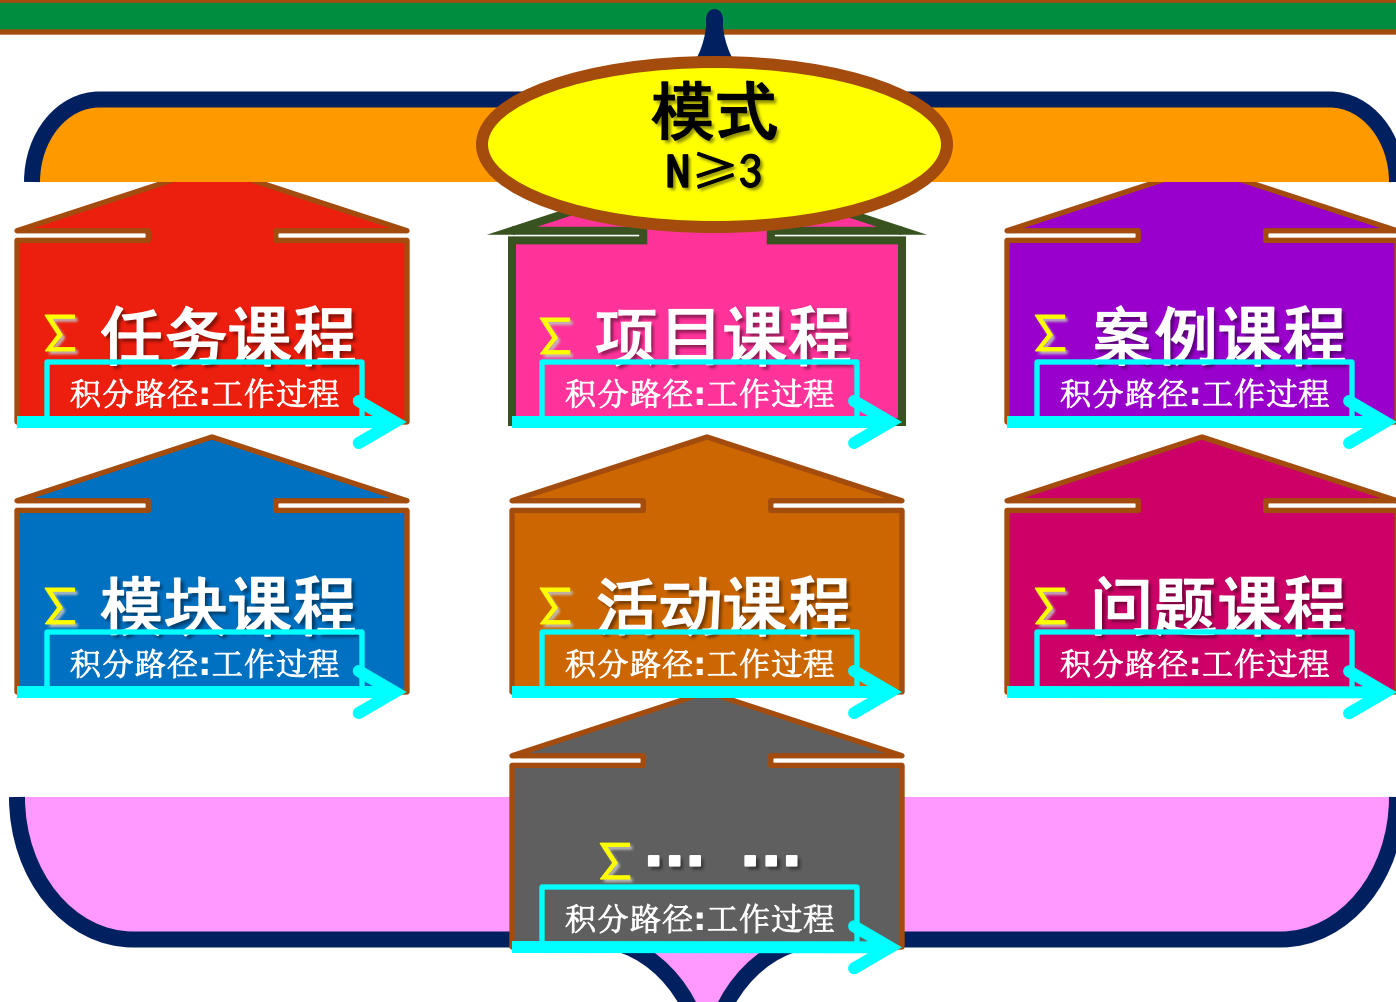 模式
N≥3
∑ 任务课程
积分路径:工作过程
∑ 项目课程
积分路径:工作过程
∑ 案例课程
积分路径:工作过程
∑ 模块课程
积分路径:工作过程
∑ 活动课程
积分路径:工作过程
∑ 问题课程
积分路径:工作过程
∑ … …
积分路径:工作过程